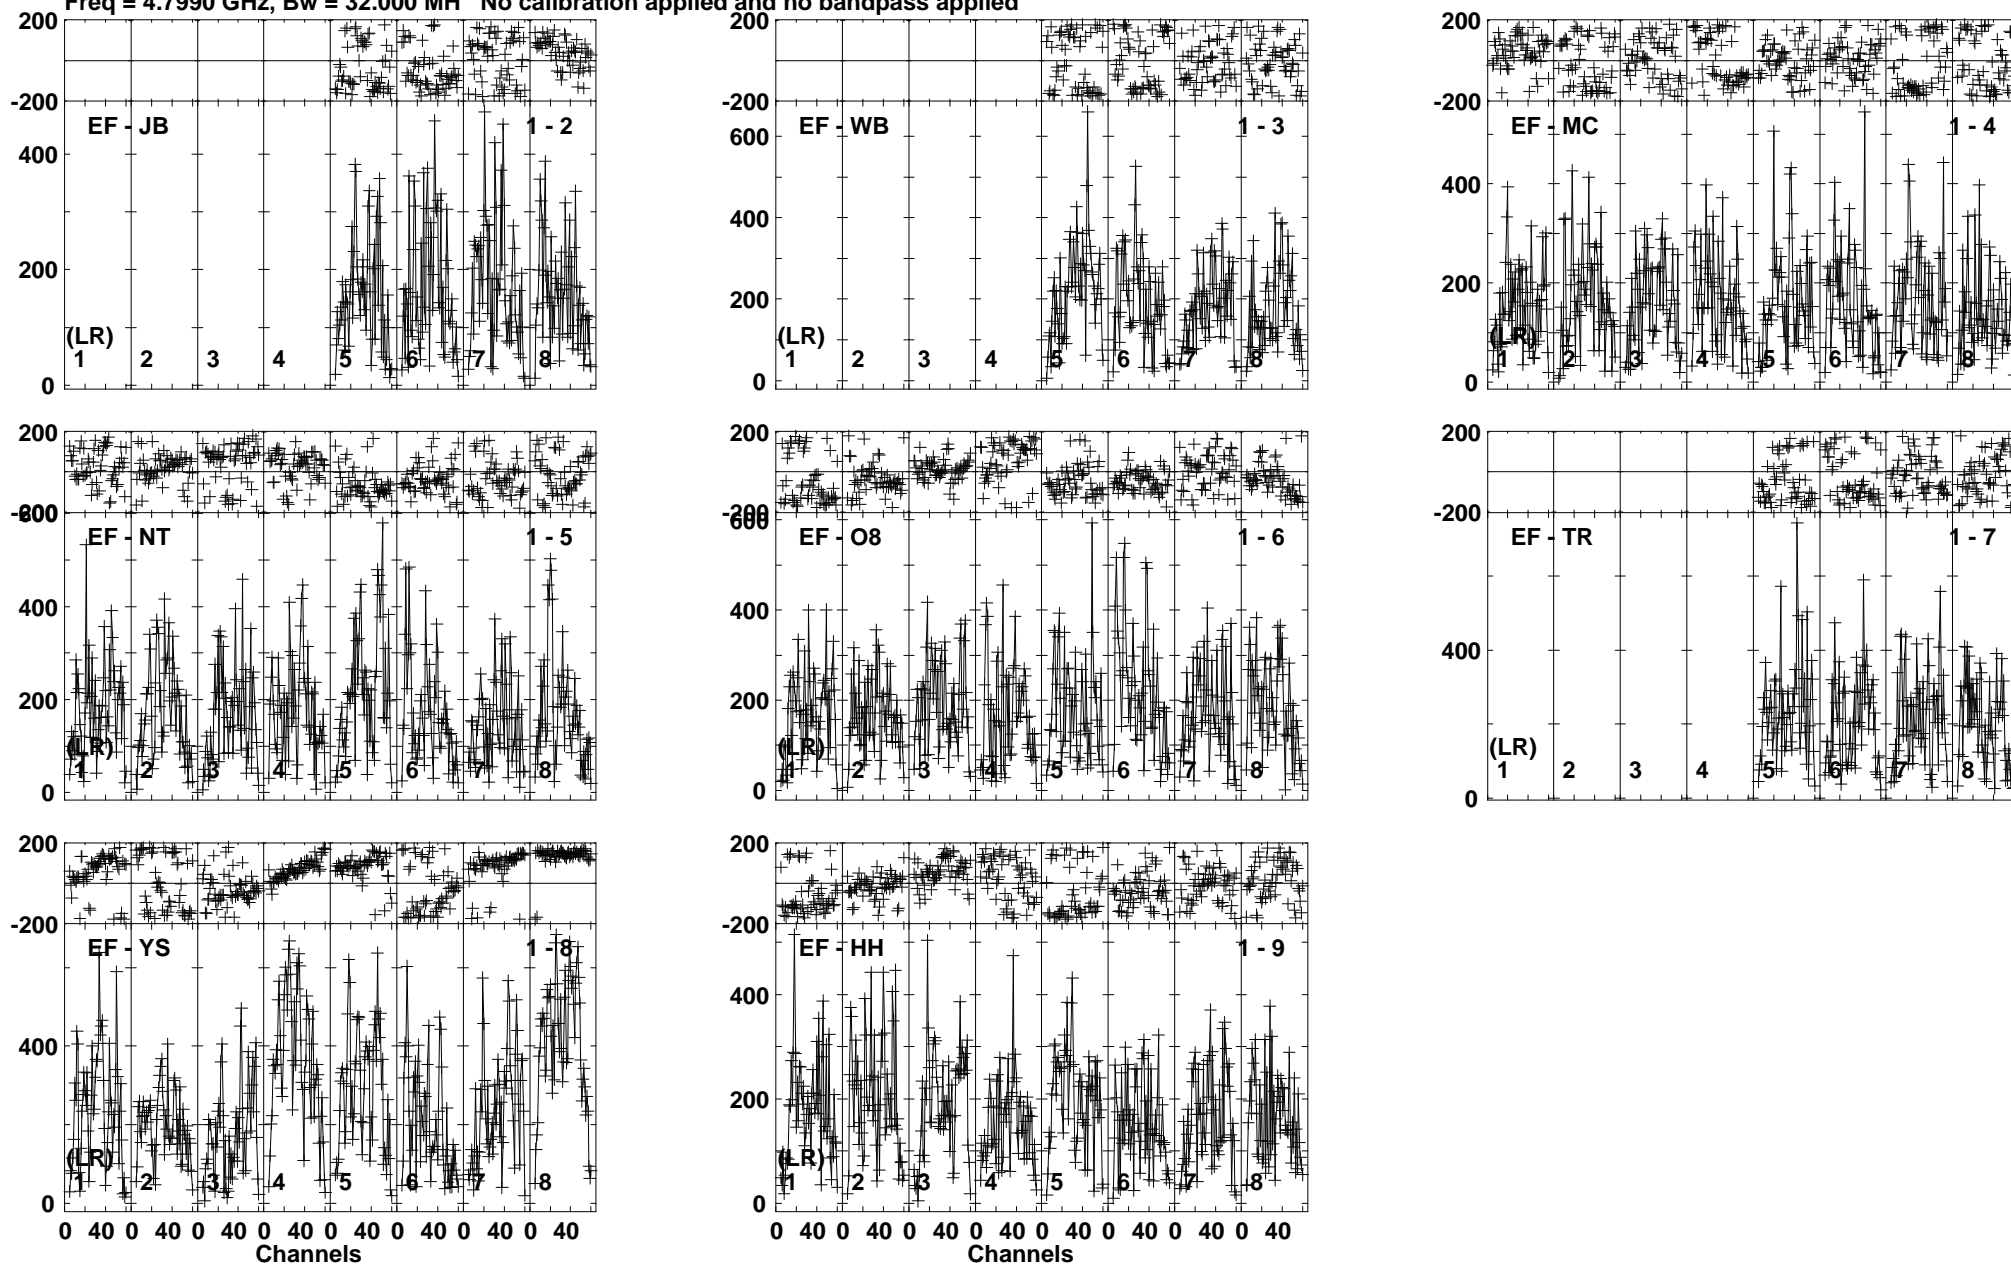 Freq = 4.7990 GHz, Bw = 32.000 MH No calibration applied and no bandpass applied
200
-200
EF - JB 1 - 2
400
200
(LR)
1 2 3 4 5 6 7 8
0
200
-200
EF - WB 1 - 3
600
400
200
(LR)
1 2 3 4 5 6 7 8
0
200
-200
EF - MC 1 - 4
400
200
(LR)
1 2 3 4 5 6 7 8
0
200
-200
600
EF - NT 1 - 5
400
200
(LR)
1 2 3 4 5 6 7 8
0
200
-200
600
EF - O8 1 - 6
400
200
(LR)
1 2 3 4 5 6 7 8
0
200
-200
EF - TR 1 - 7
400
(LR)
1 2 3 4 5 6 7 8
0
200
-200
EF - YS 1 - 8
400
(LR)
1 2 3 4 5 6 7 8
0
0 40 0 40 0 40 0 40 0 40 0 40 0 40 0 40
Channels
200
-200
EF - HH 1 - 9
400
200
(LR)
1 2 3 4 5 6 7 8
0
0 40 0 40 0 40 0 40 0 40 0 40 0 40 0 40
Channels